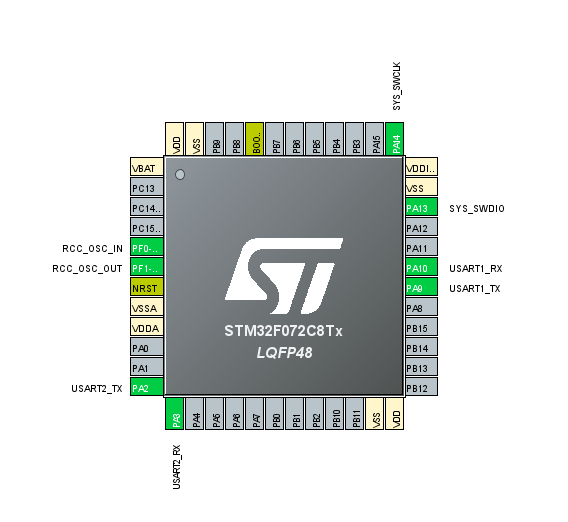 SYS_SWCLK
VDD
VSS
PB9
PB8
BOO..
PB7
PB6
PB5
PB4
PB3
PA15
PA14
VBAT
PC13
PC14..
PC15..
RCC_OSC_IN PF0-..
RCC_OSC_OUT PF1-..
NRST
VSSA
VDDA
PA0
PA1
USART2_TX PA2
VDDI..
VSS
PA13 SYS_SWDIO
PA12
PA11
PA10 USART1_RX
PA9 USART1_TX
PA8
PB15
PB14
PB13
PB12
ST
STM32F072C8Tx
LQFP48
PA3
PA4
PA5
PA6
PA7
PB0
PB1
PB2
PB10
PB11
VSS
VDD
USART2_RX